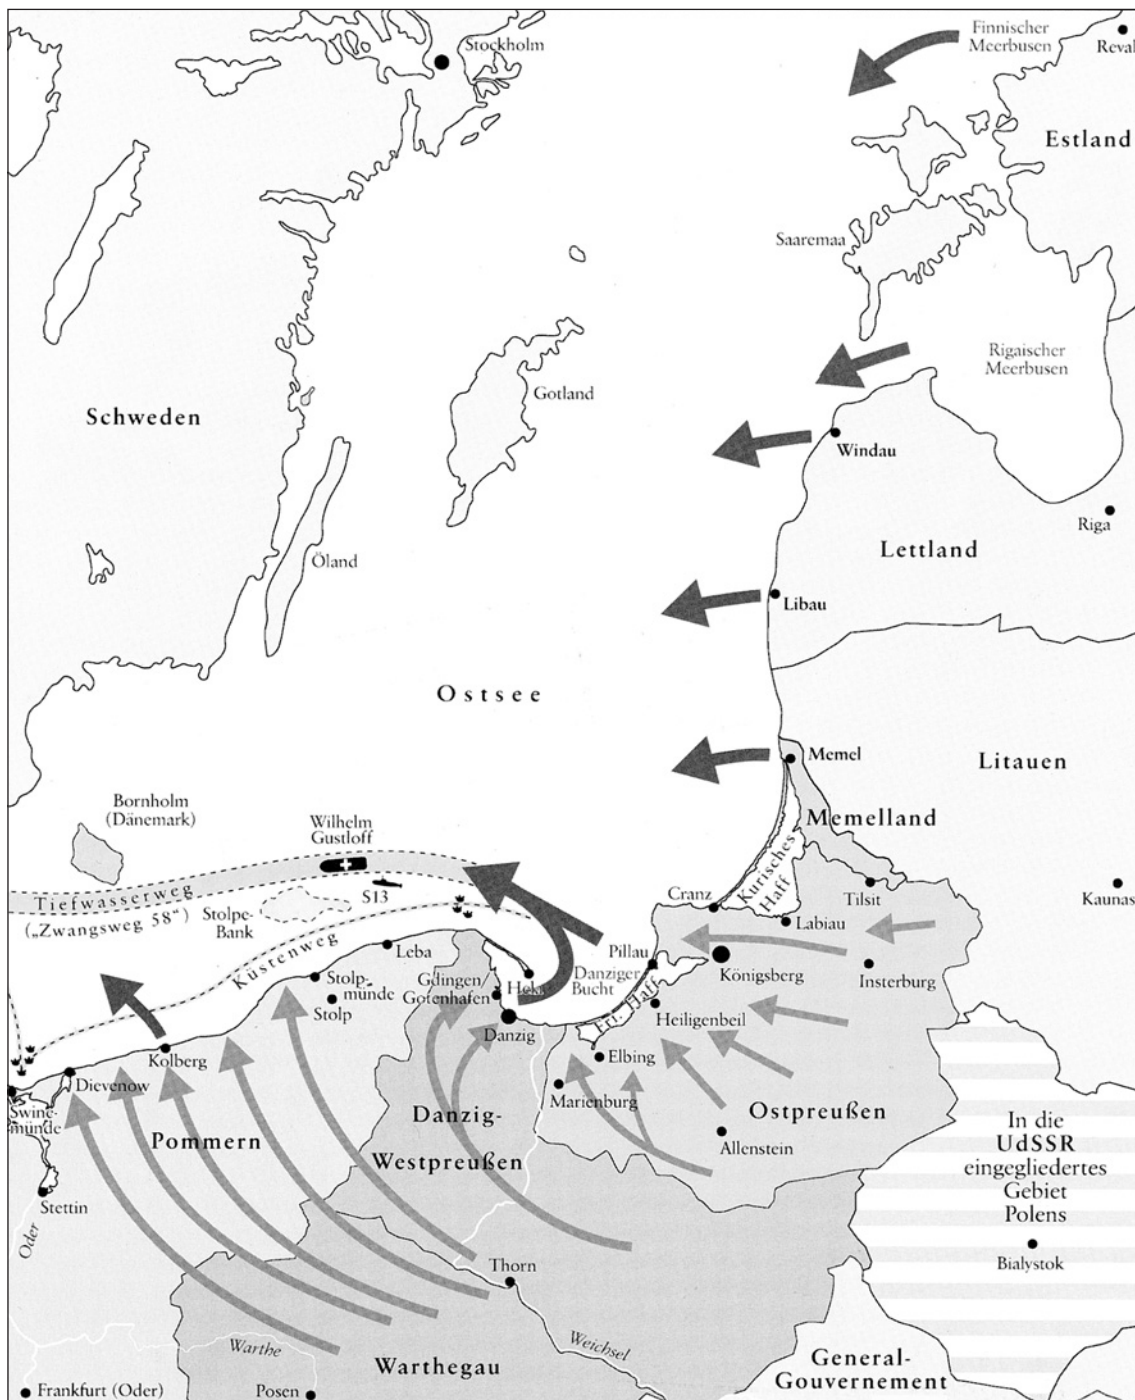 Stockholm
Finnischer
Meerbusen
Reval
Estland
Saaremaa
Rigaischer
Meerbusen
Gotland
Schweden
Windau
Riga
Lettland
Öland
Libau
Ostsee
Memel
Litauen
Bornholm
(Dänemark)
Wilhelm
Gustloff
Memelland
Kurisches
Haff
Tiefwasserweg
(„Zwangsweg 58“)
S13
Stolpe-
Bank
Cranz
Tilsit
Kaunas
Labiau
Küstenweg
Leba
Pillau
Königsberg
Insterburg
Stolp-
münde
Stolp
Gdingen/
Gotenhafen
Hela
Danziger
Bucht
Fri. Haff
Heiligenbeil
Danzig
Kolberg
Elbing
Dievenow
Marienburg
Swine-
münde
Pommern
Danzig-
Westpreußen
Ostpreußen
Allenstein
In die
UdSSR
eingegliedertes
Gebiet
Polens
Stettin
Oder
Bialystok
Thorn
Warthe
Weichsel
Warthegau
General-
Gouvernement
Frankfurt (Oder)
Posen